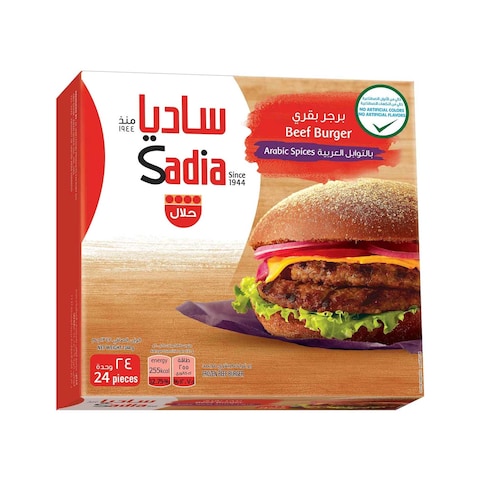 ساديا
منذ
١٩٤٤
Sadia
Since
1944
حلال
برجر بقري
Beef Burger
Arabic Spices بالتوابل العربية
NO ARTIFICIAL COLORS
NO ARTIFICIAL FLAVORS
٢٤ وحدة
24 pieces
energy
255kcal
طاقة
٢٥٥